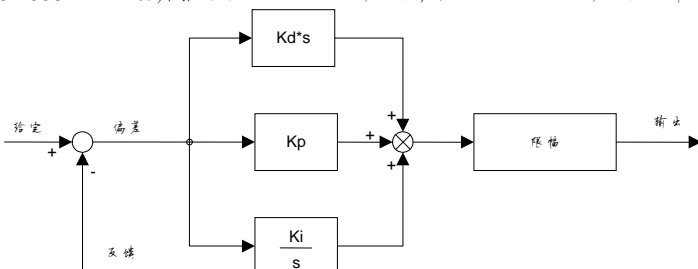 Kd*s
+
给定
偏差
输出
+
Kp
+
限幅
-
+
反馈
Ki
s